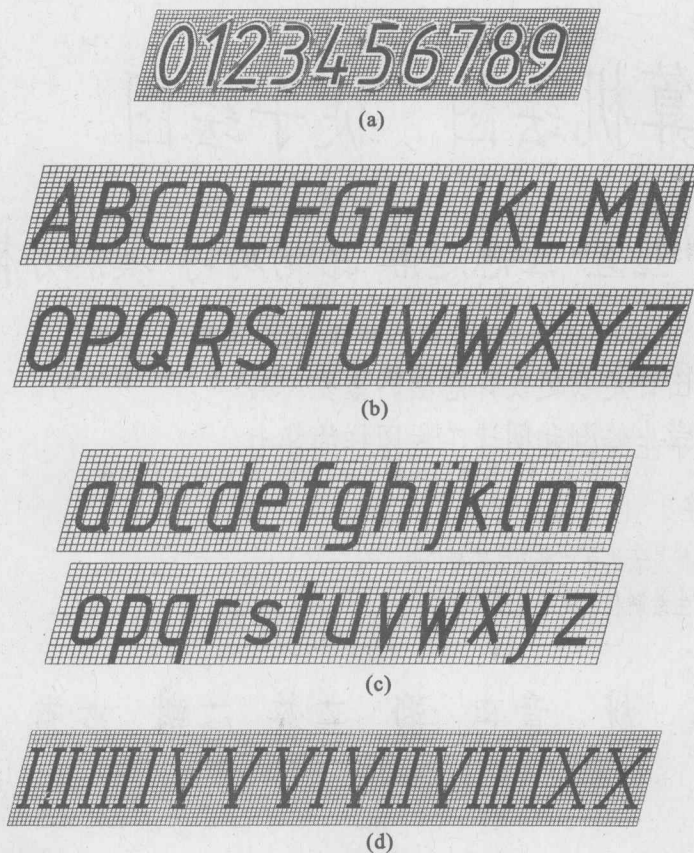 0123456789
(a)
ABCDEFGHIJKLMN
OPQRSTUVWXYZ
(b)
abcdefghijklmn
opqrstuvwxyz
(c)
I II III IV V VI VII VIII IX X
(d)